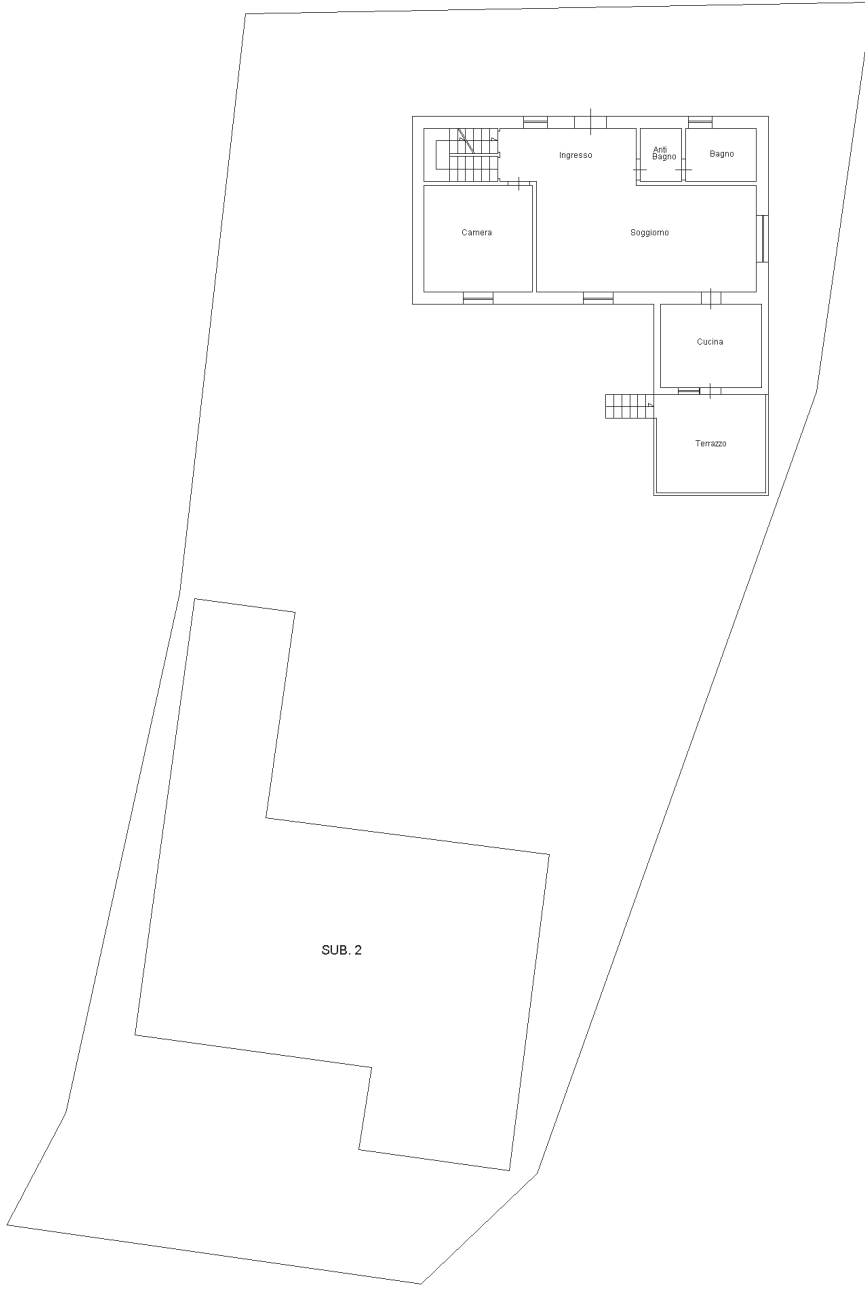 Ingresso
Anti
Bagno
Bagno
Camera
Soggiorno
Cucina
Terrazzo
SUB. 2